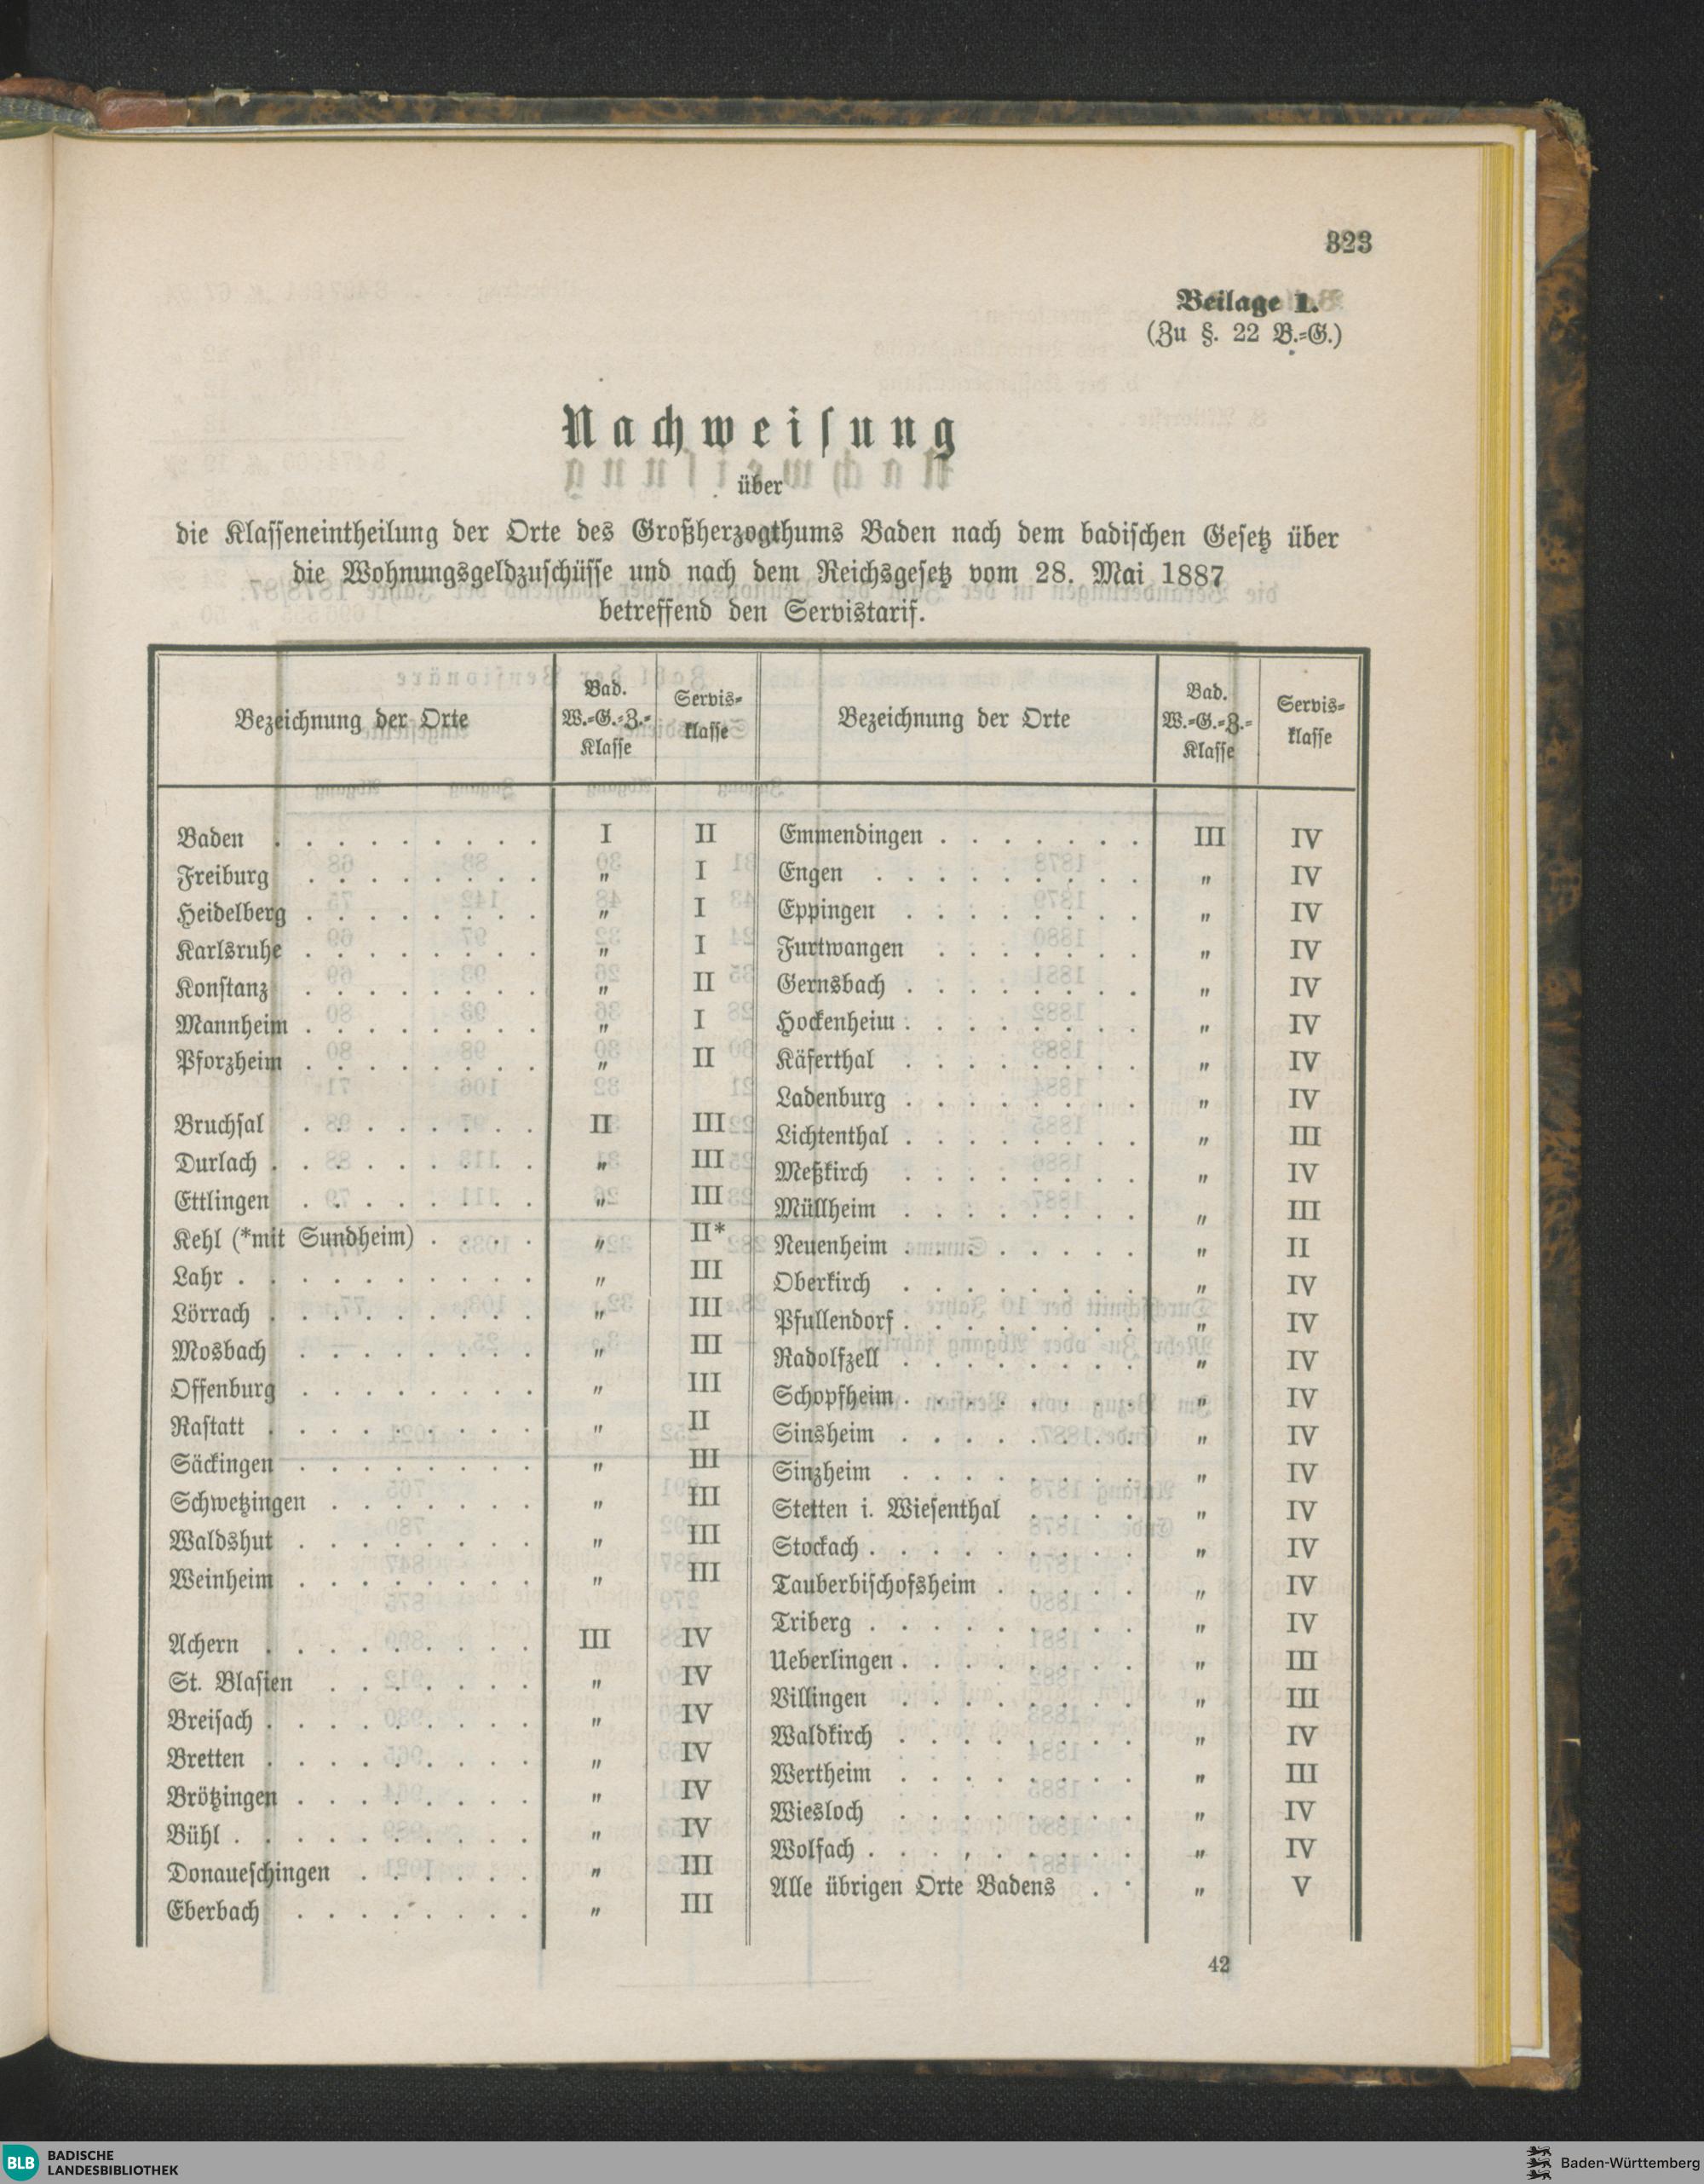 323
Beilage 1.
(Zu §. 22 B.-G.)
Nachweisung
über
die Klasseneintheilung der Orte des Großherzogthums Baden nach dem badischen Gesetz über
die Wohnungsgeldzuschüsse und nach dem Reichsgesetz vom 28. Mai 1887
betreffend den Servistarif.
Bezeichnung der Orte | Bad. W.-G.-Z.-Klasse | Servis-klasse | Bezeichnung der Orte | Bad. W.-G.-Z.-Klasse | Servis-klasse
Baden . . . . . . . . . I II
Freiburg . . . . . . . . " I
Heidelberg . . . . . . . . " I
Karlsruhe . . . . . . . . " I
Konstanz . . . . . . . . " II
Mannheim . . . . . . . . " I
Pforzheim . . . . . . . . " II
Bruchsal . . . . . . . . II III
Durlach . . . . . . . . . " III
Ettlingen . . . . . . . . " III
Kehl (*mit Sundheim) . . . . " II*
Lahr . . . . . . . . . . " III
Lörrach . . . . . . . . . " III
Mosbach . . . . . . . . " III
Offenburg . . . . . . . . " III
Rastatt . . . . . . . . . " II
Säckingen . . . . . . . . " III
Schwetzingen . . . . . . . " III
Waldshut . . . . . . . . " III
Weinheim . . . . . . . . " III
Achern . . . . . . . . . III IV
St. Blasien . . . . . . . " IV
Breisach . . . . . . . . . " IV
Bretten . . . . . . . . . " IV
Brötzingen . . . . . . . . " IV
Bühl . . . . . . . . . . " IV
Donaueschingen . . . . . . " III
Eberbach . . . . . . . . " III
Emmendingen . . . . . . . III IV
Engen . . . . . . . . . " IV
Eppingen . . . . . . . . " IV
Furtwangen . . . . . . . " IV
Gernsbach . . . . . . . . " IV
Hockenheim . . . . . . . . " IV
Käferthal . . . . . . . . " IV
Ladenburg . . . . . . . . " IV
Lichtenthal . . . . . . . . " III
Meßkirch . . . . . . . . " IV
Müllheim . . . . . . . . " III
Neuenheim . . . . . . . . " II
Oberkirch . . . . . . . . " IV
Pfullendorf . . . . . . . . " IV
Radolfzell . . . . . . . . " IV
Schopfheim . . . . . . . . " IV
Sinsheim . . . . . . . . " IV
Sinzheim . . . . . . . . " IV
Stetten i. Wiesenthal . . . . " IV
Stockach . . . . . . . . . " IV
Tauberbischofsheim . . . . . " IV
Triberg . . . . . . . . . " IV
Ueberlingen . . . . . . . . " III
Villingen . . . . . . . . " III
Waldkirch . . . . . . . . " IV
Wertheim . . . . . . . . " III
Wiesloch . . . . . . . . " IV
Wolfach . . . . . . . . . " IV
Alle übrigen Orte Badens . . " V
42
BLB BADISCHE
LANDESBIBLIOTHEK
Baden-Württemberg